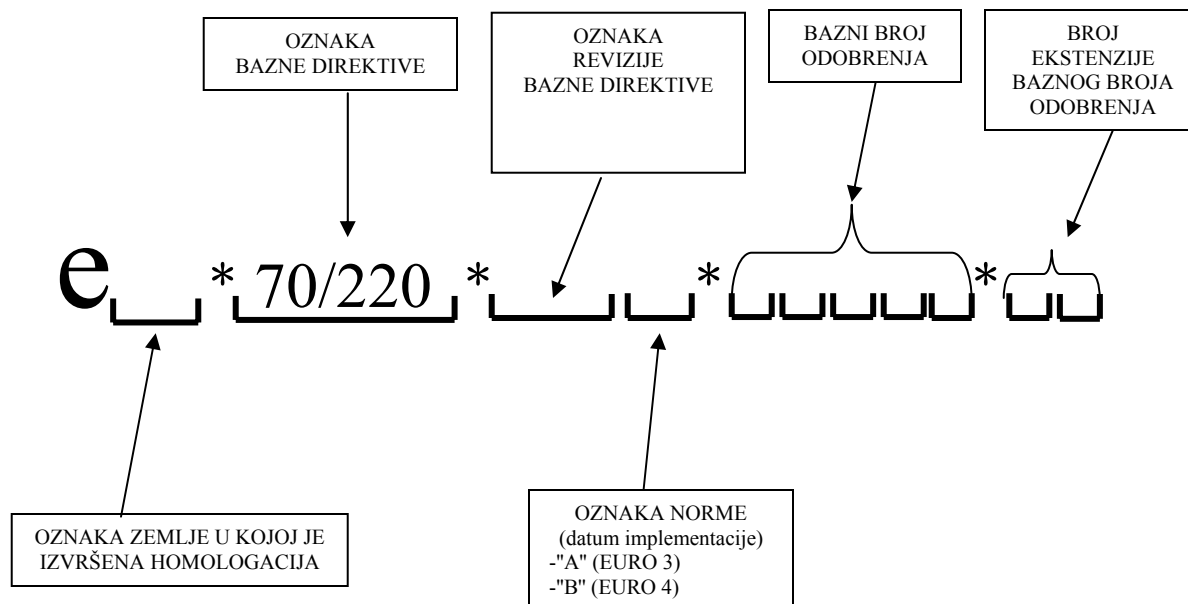 OZNAKA
BAZNE DIREKTIVE
OZNAKA
REVIZIJE
BAZNE DIREKTIVE
BAZNI BROJ
ODOBRENJA
BROJ
EKSTENZIJE
BAZNOG BROJA
ODOBRENJA
e * 70/220 * * *
OZNAKA ZEMLJE U KOJOJ JE
IZVRŠENA HOMOLOGACIJA
OZNAKA NORME
(datum implementacije)
-"A" (EURO 3)
-"B" (EURO 4)